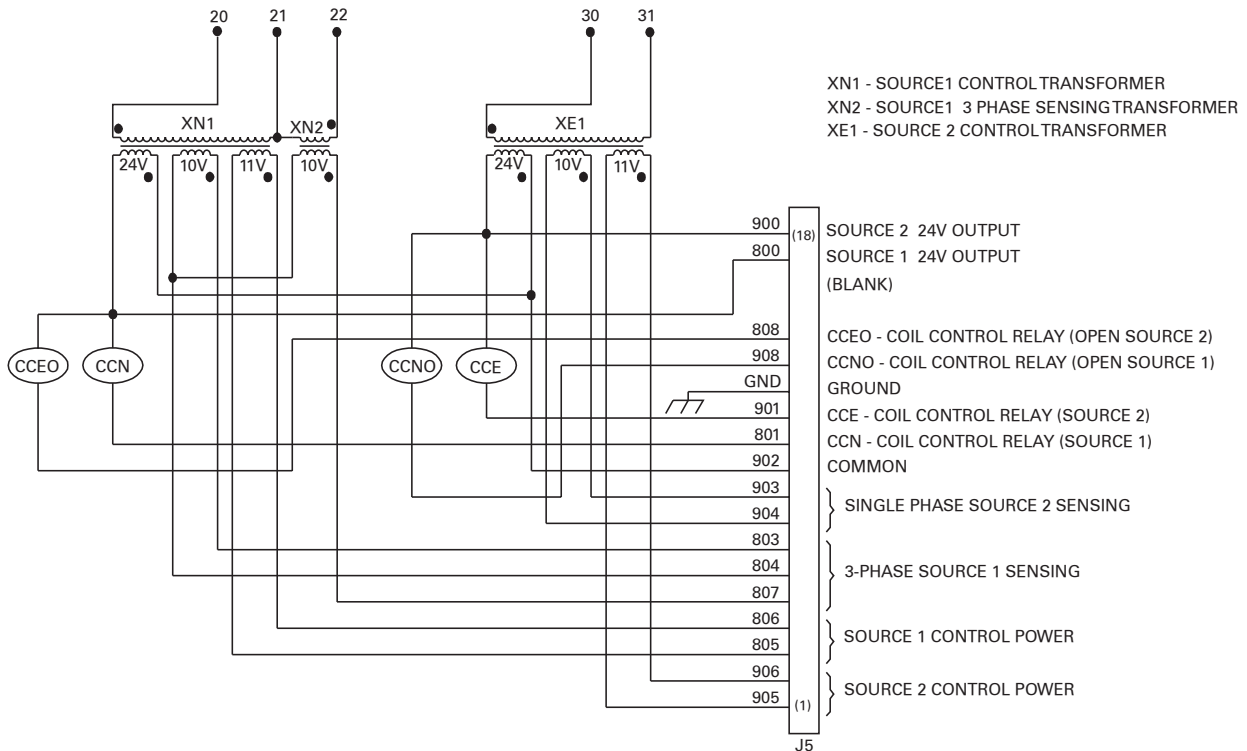 20 21 22 30 31
XN1 - SOURCE1 CONTROL TRANSFORMER
XN2 - SOURCE1 3 PHASE SENSING TRANSFORMER
XE1 - SOURCE 2 CONTROL TRANSFORMER
XN1 XN2 XE1
24V 10V 11V 10V 24V 10V 11V
900 (18) SOURCE 2 24V OUTPUT
800 SOURCE 1 24V OUTPUT
(BLANK)
808 CCEO - COIL CONTROL RELAY (OPEN SOURCE 2)
CCEO CCN CCNO CCE
908 CCNO - COIL CONTROL RELAY (OPEN SOURCE 1)
GND GROUND
901 CCE - COIL CONTROL RELAY (SOURCE 2)
801 CCN - COIL CONTROL RELAY (SOURCE 1)
902 COMMON
903
SINGLE PHASE SOURCE 2 SENSING
904
803
804 3-PHASE SOURCE 1 SENSING
807
806
SOURCE 1 CONTROL POWER
805
906
SOURCE 2 CONTROL POWER
905 (1)
J5